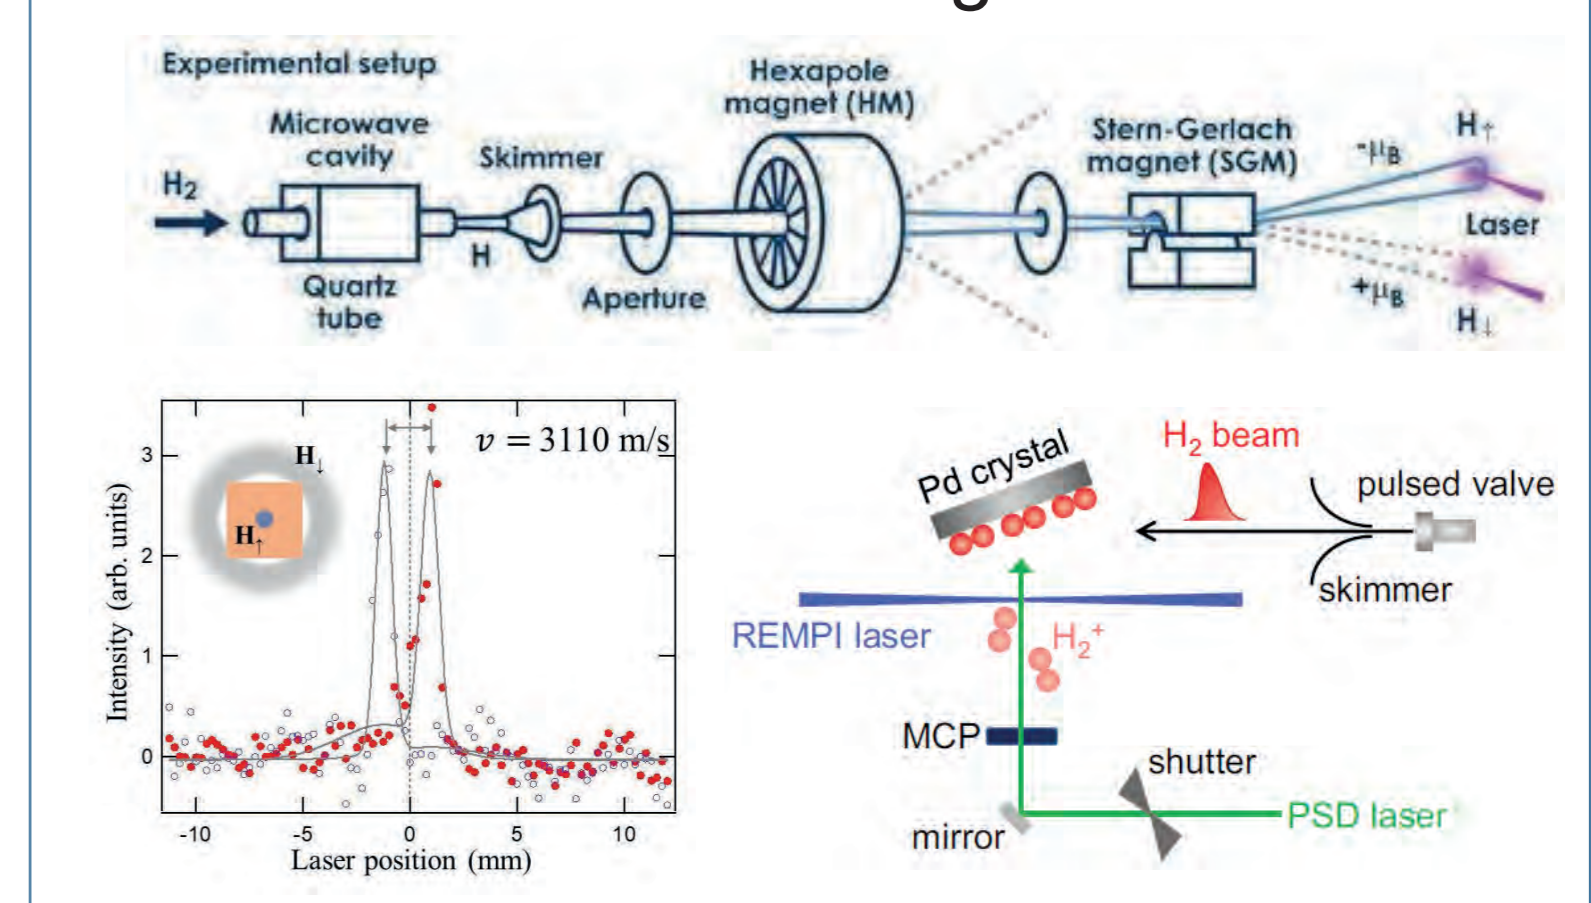 Experimental setup
Microwave
cavity
H₂
Quartz
tube
H
Skimmer
Aperture
Hexapole
magnet (HM)
Stern-Gerlach
magnet (SGM)
-μB
+μB
H↑
Laser
H↓
v = 3110 m/s
H↓
H↑
Intensity (arb. units)
3
2
1
0
-10 -5 0 5 10
Laser position (mm)
Pd crystal
H₂ beam
pulsed valve
skimmer
REMPI laser
H₂⁺
MCP
shutter
mirror
PSD laser